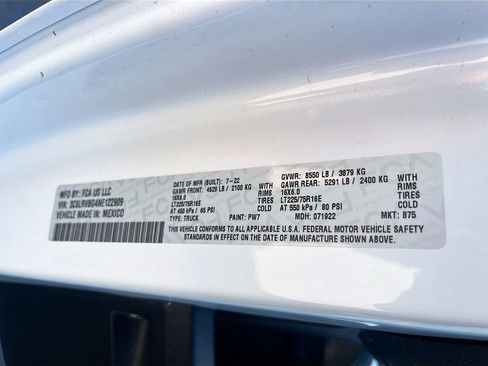 MFD BY: FCA US LLC
DATE OF MFR (BUILT): 7-22
GVWR: 8550 LB / 3879 KG
GAWR FRONT: 4629 LB / 2100 KG WITH
GAWR REAR: 5291 LB / 2400 KG WITH
16X6.0 RIMS
16X6.0 RIMS
LT225/75R16E TIRES
LT225/75R16E TIRES
AT 450 kPa / 65 PSI COLD
AT 550 kPa / 80 PSI COLD
VIN: 3C6LRVBG4NE122909
TYPE: TRUCK
PAINT: PW7
MDH: 071922
MKT: 875
VEHICLE MADE IN: MEXICO
THIS VEHICLE CONFORMS TO ALL APPLICABLE U.S.A. FEDERAL MOTOR VEHICLE SAFETY
STANDARDS IN EFFECT ON THE DATE OF MANUFACTURE SHOWN ABOVE.